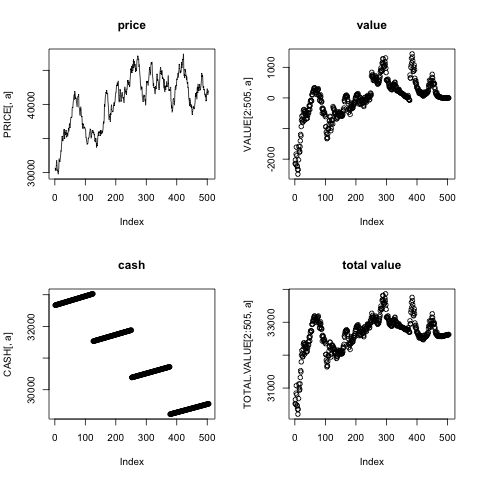 price
PRICE[, a]
30000
40000
0 100 200 300 400 500
Index
value
VALUE[2:505, a]
-2000
0
1000
0 100 200 300 400 500
Index
cash
CASH[, a]
30000
32000
0 100 200 300 400 500
Index
total value
TOTAL.VALUE[2:505, a]
31000
33000
0 100 200 300 400 500
Index